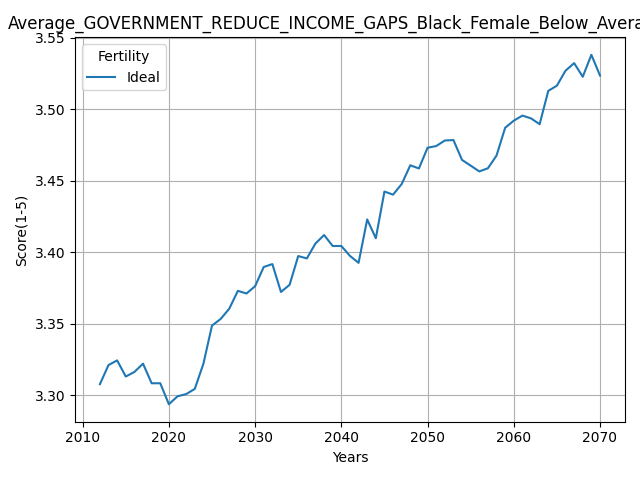 Average_GOVERNMENT_REDUCE_INCOME_GAPS_Black_Female_Below_Avera
Fertility
Ideal
Score(1-5)
3.55
3.50
3.45
3.40
3.35
3.30
2010 2020 2030 2040 2050 2060 2070
Years